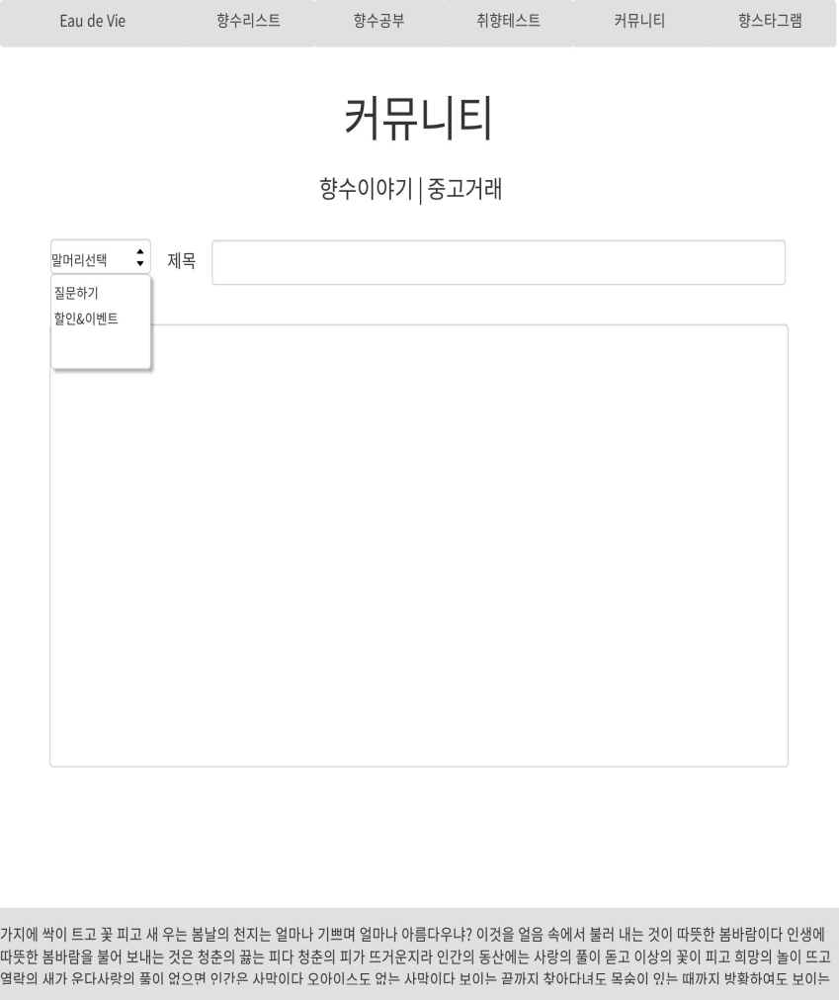 Eau de Vie 향수리스트 향수공부 취향테스트 커뮤니티 향스타그램
커뮤니티
향수이야기 | 중고거래
말머리선택 제목
질문하기
할인&이벤트
가지에 싹이 트고 꽃 피고 새 우는 봄날의 천지는 얼마나 기쁘며 얼마나 아름다우냐? 이것을 얼음 속에서 불러 내는 것이 따뜻한 봄바람이다 인생에
따뜻한 봄바람을 불어 보내는 것은 청춘의 끓는 피다 청춘의 피가 뜨거운지라 인간의 동산에는 사랑의 풀이 돋고 이상의 꽃이 피고 희망의 놀이 뜨고
열락의 새가 운다사랑의 풀이 없으면 인간은 사막이다 오아이스도 없는 사막이다 보이는 끝까지 찾아다녀도 목숨이 있는 때까지 방황하여도 보이는